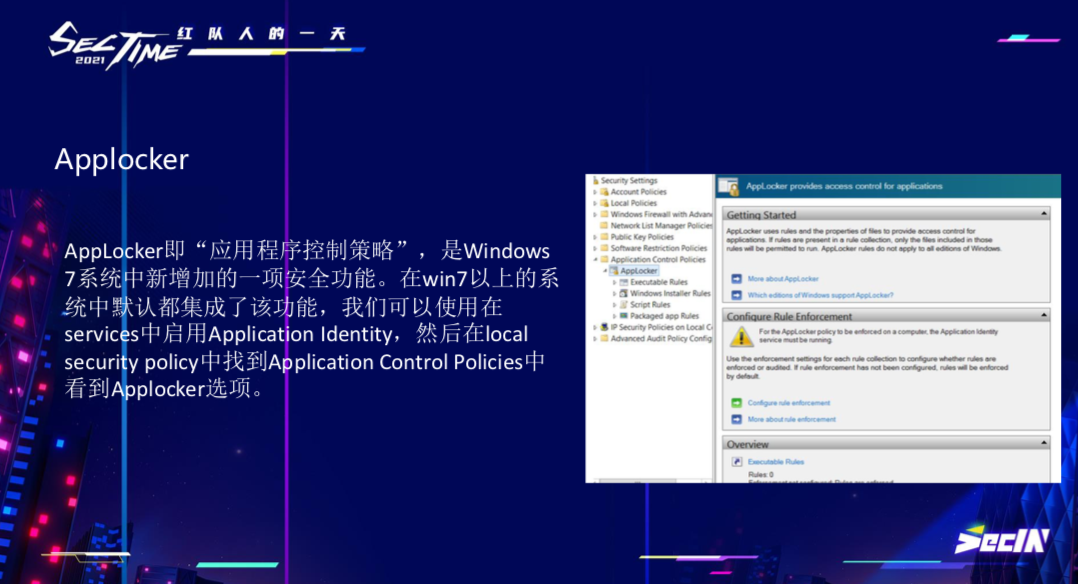 SECTIME 红队人的一天
2021
Applocker
AppLocker即“应用程序控制策略”，是Windows
7系统中新增加的一项安全功能。在win7以上的系
统中默认都集成了该功能，我们可以使用在
services中启用Application Identity，然后在local
security policy中找到Application Control Policies中
看到Applocker选项。
Security Settings
Account Policies
Local Policies
Windows Firewall with Advan
Network List Manager Policies
Public Key Policies
Software Restriction Policies
Application Control Policies
AppLocker
Executable Rules
Windows Installer Rules
Script Rules
Packaged app Rules
IP Security Policies on Local C
Advanced Audit Policy Config
AppLocker provides access control for applications
Getting Started
AppLocker uses rules and the properties of files to provide access control for
applications. If rules are present in a rule collection, only the files included in those
rules will be permitted to run. AppLocker rules do not apply to all editions of Windows.
More about AppLocker
Which editions of Windows support AppLocker?
Configure Rule Enforcement
For the AppLocker policy to be enforced on a computer, the Application Identity
service must be running.
Use the enforcement settings for each rule collection to configure whether rules are
enforced or audited. If rule enforcement has not been configured, rules will be enforced
by default.
Configure rule enforcement
More about rule enforcement
Overview
Executable Rules
Rules: 0
SecIN